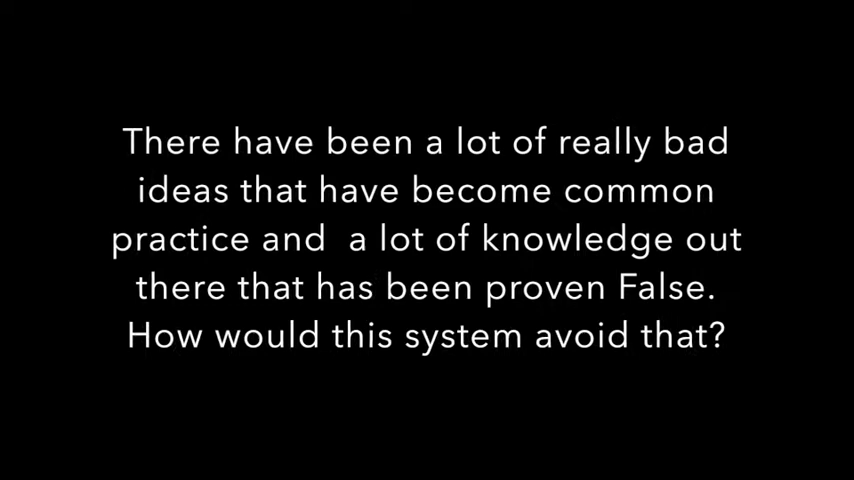 There have been a lot of really bad
ideas that have become common
practice and  a lot of knowledge out
there that has been proven False.
How would this system avoid that?